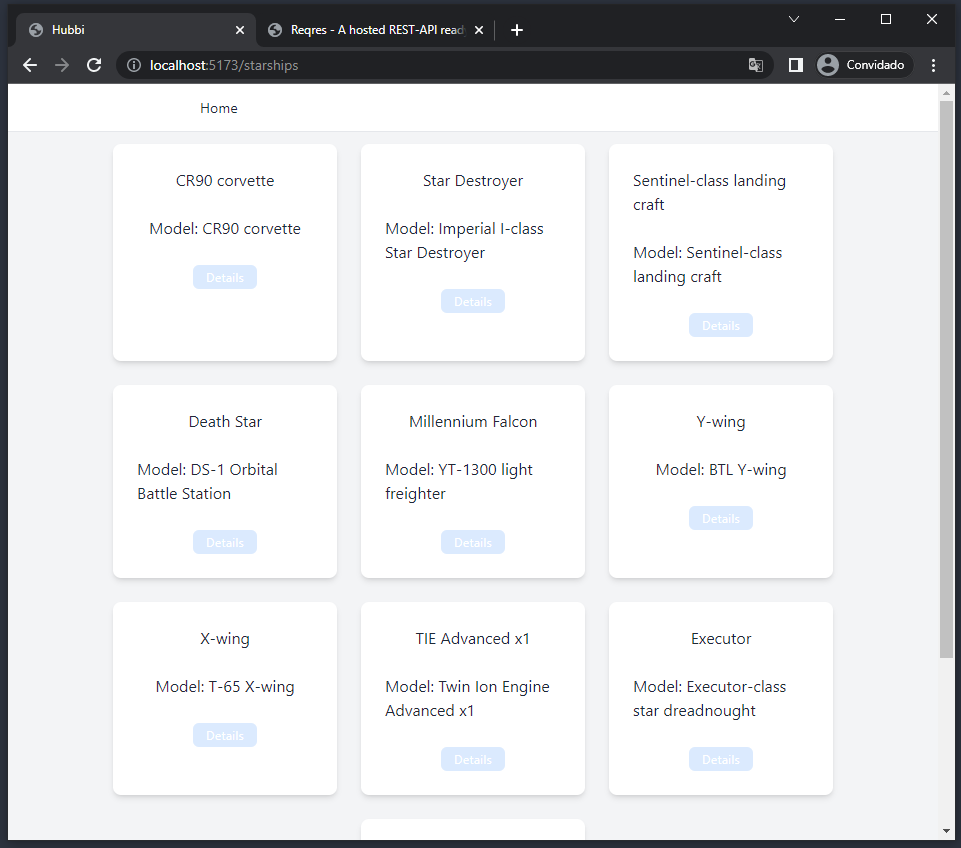 Hubbi
Reqres - A hosted REST-API read
localhost:5173/starships
Convidado
Home
CR90 corvette
Model: CR90 corvette
Details
Star Destroyer
Model: Imperial I-class
Star Destroyer
Details
Sentinel-class landing
craft
Model: Sentinel-class
landing craft
Details
Death Star
Model: DS-1 Orbital
Battle Station
Details
Millennium Falcon
Model: YT-1300 light
freighter
Details
Y-wing
Model: BTL Y-wing
Details
X-wing
Model: T-65 X-wing
Details
TIE Advanced x1
Model: Twin Ion Engine
Advanced x1
Details
Executor
Model: Executor-class
star dreadnought
Details